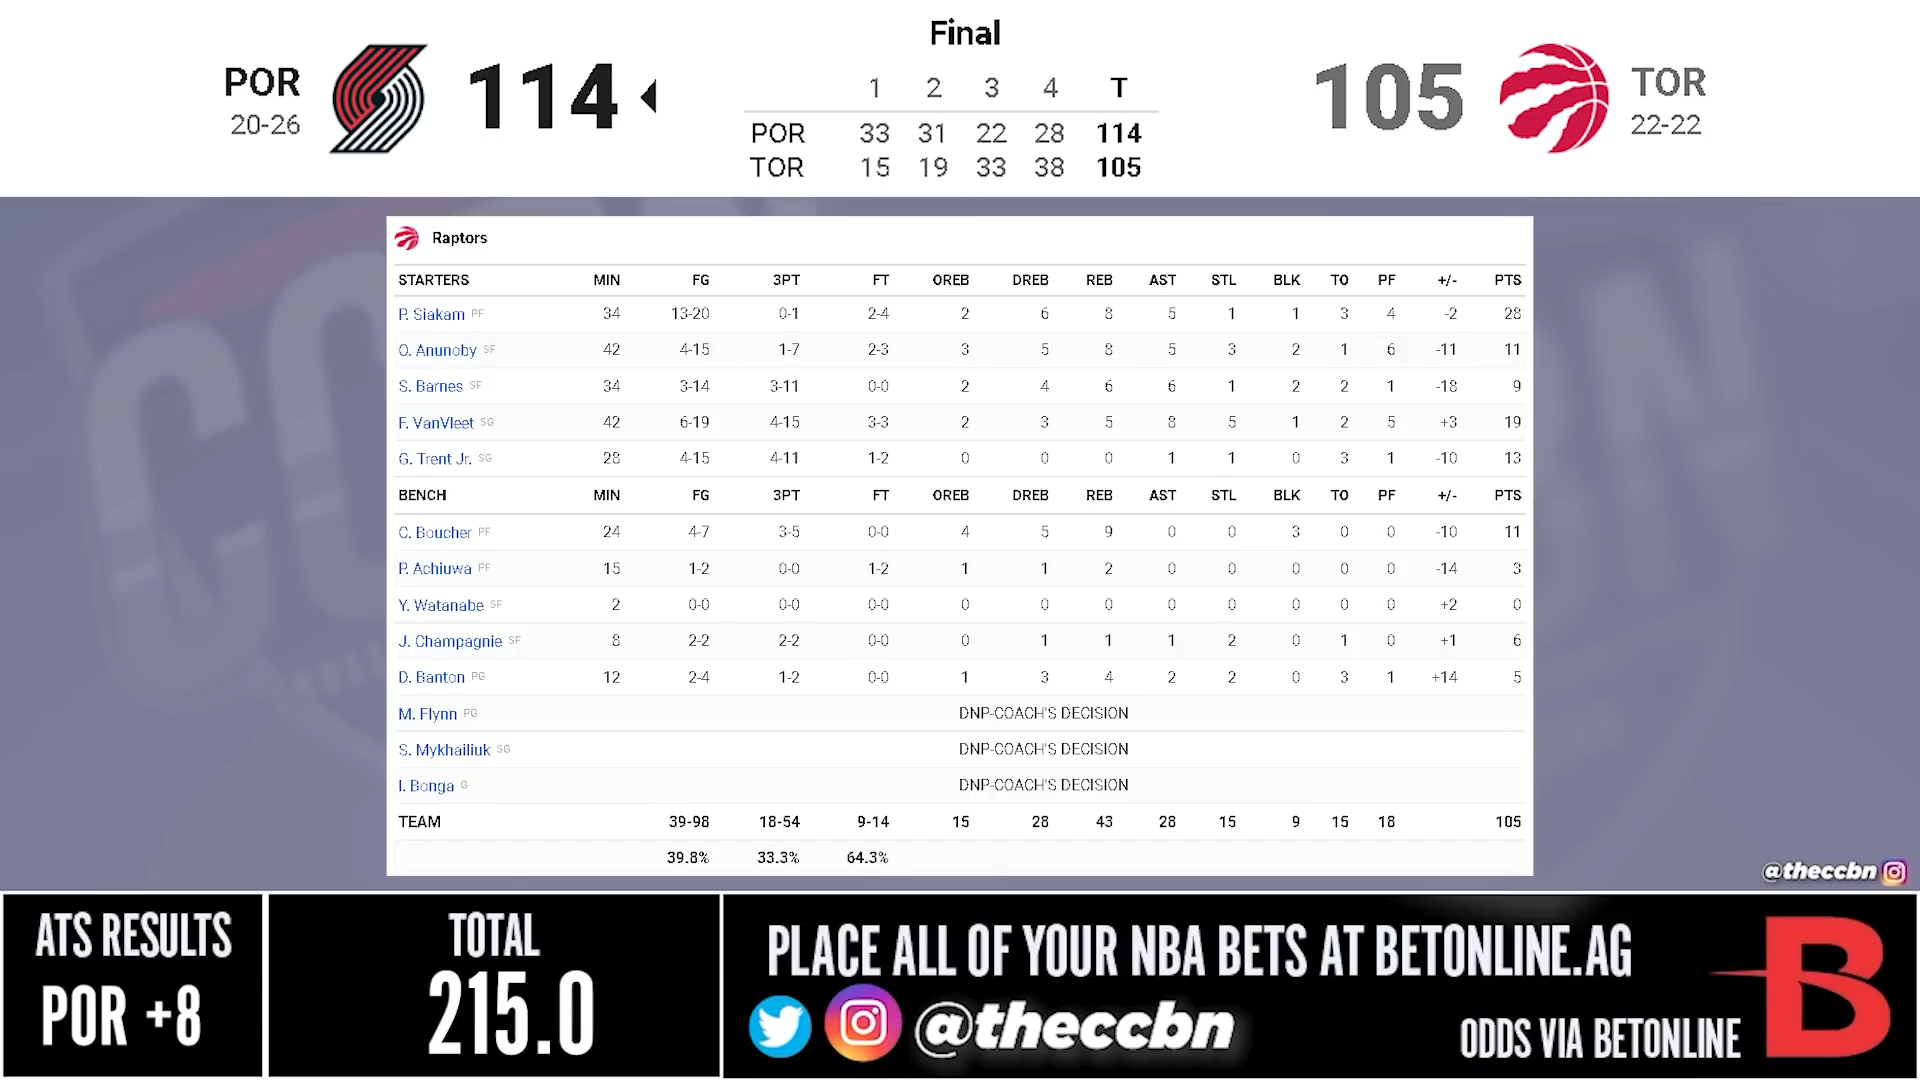 Final
POR 20-26 114
1 2 3 4 T
POR 33 31 22 28 114
TOR 15 19 33 38 105
105 TOR 22-22
Raptors
STARTERS MIN FG 3PT FT OREB DREB REB AST STL BLK TO PF +/- PTS
P. Siakam PF 34 13-20 0-1 2-4 2 6 8 5 1 1 3 4 -2 28
O. Anunoby SF 42 4-15 1-7 2-3 3 5 8 5 3 2 1 6 -11 11
S. Barnes SF 34 3-14 3-11 0-0 2 4 6 6 1 2 2 1 -18 9
F. VanVleet SG 42 6-19 4-15 3-3 2 3 5 8 5 1 2 5 +3 19
G. Trent Jr. SG 28 4-15 4-11 1-2 0 0 0 1 1 0 3 1 -10 13
BENCH MIN FG 3PT FT OREB DREB REB AST STL BLK TO PF +/- PTS
C. Boucher PF 24 4-7 3-5 0-0 4 5 9 0 0 3 0 0 -10 11
P. Achiuwa PF 15 1-2 0-0 1-2 1 1 2 0 0 0 0 0 -14 3
Y. Watanabe SF 2 0-0 0-0 0-0 0 0 0 0 0 0 0 0 +2 0
J. Champagnie SF 8 2-2 2-2 0-0 0 1 1 1 2 0 1 0 +1 6
D. Banton PG 12 2-4 1-2 0-0 1 3 4 2 2 0 3 1 +14 5
M. Flynn PG DNP-COACH'S DECISION
S. Mykhailiuk SG DNP-COACH'S DECISION
I. Bonga G DNP-COACH'S DECISION
TEAM 39-98 18-54 9-14 15 28 43 28 15 9 15 18 105
39.8% 33.3% 64.3%
@theccbn
ATS RESULTS
POR +8
TOTAL
215.0
PLACE ALL OF YOUR NBA BETS AT BETONLINE.AG
@theccbn
ODDS VIA BETONLINE
B